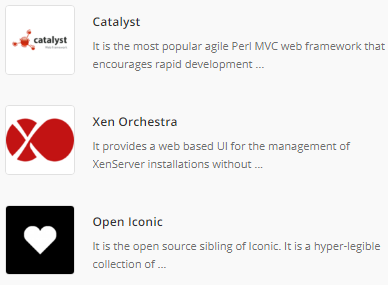 Catalyst
catalyst
It is the most popular agile Perl MVC web framework that
encourages rapid development ...
Xen Orchestra
It provides a web based UI for the management of
XenServer installations without ...
Open Iconic
It is the open source sibling of Iconic. It is a hyper-legible
collection of ...